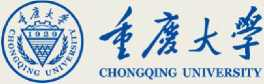 重庆大学
CHONGQING UNIVERSITY
1929
重慶大學
CHONGQING UNIVERSITY